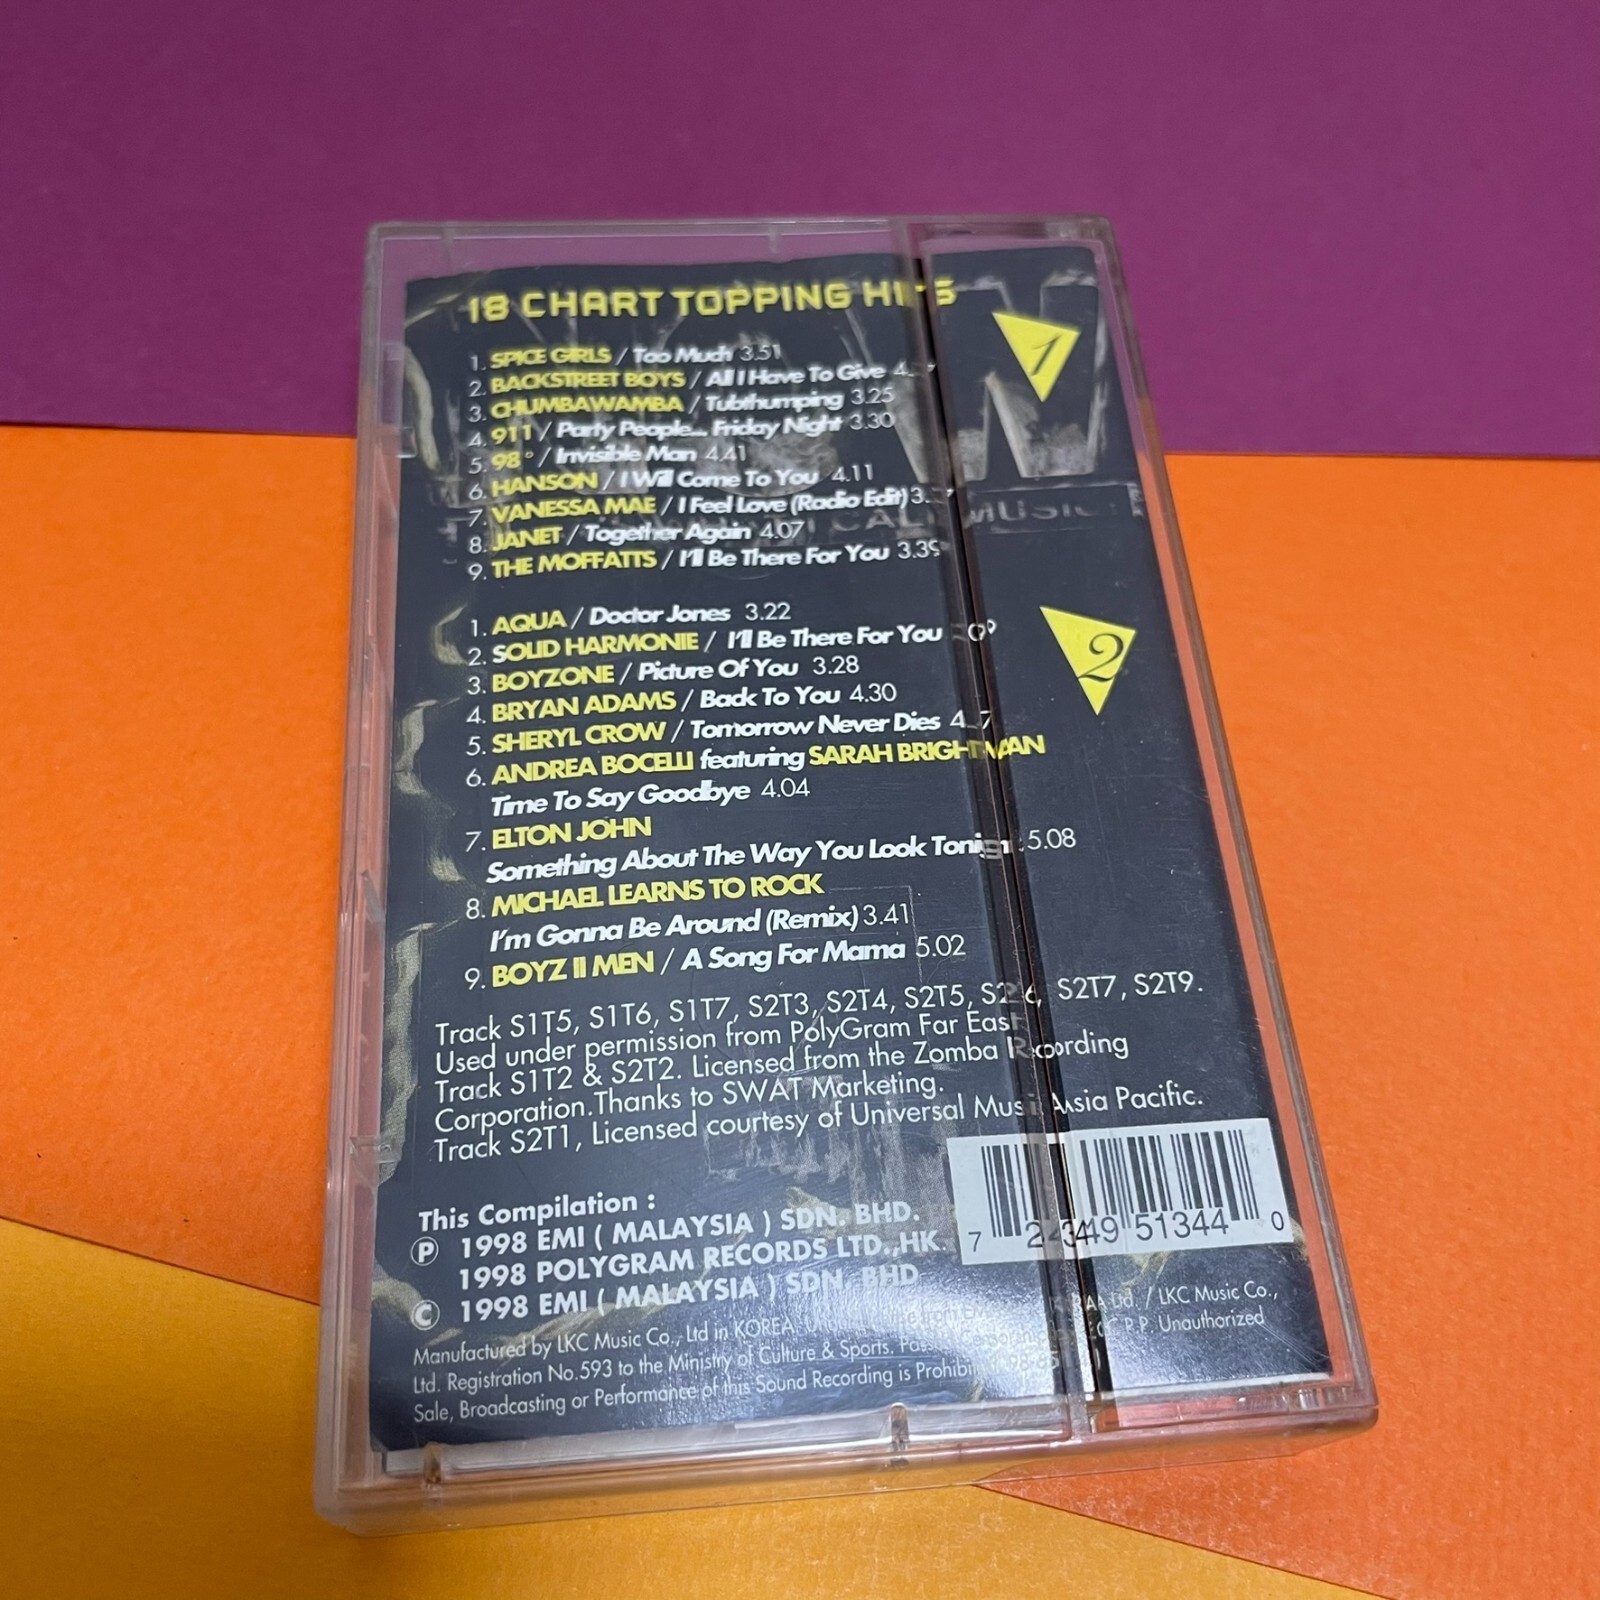 18 CHART TOPPING HITS
1
1. SPICE GIRLS / Too Much 3.51
2. BACKSTREET BOYS / All I Have To Give
3. CHUMBAWAMBA / Tubthumping 3.25
4. 911 / Party People... Friday Night 3.30
5. 98° / Invisible Man 4.41
6. HANSON / I Will Come To You 4.11
7. VANESSA MAE / I Feel Love (Radio Edit)
8. JANET / Together Again 4.07
9. THE MOFFATTS / I'll Be There For You 3.39
2
1. AQUA / Doctor Jones 3.22
2. SOLID HARMONIE / I'll Be There For You
3. BOYZONE / Picture Of You 3.28
4. BRYAN ADAMS / Back To You 4.30
5. SHERYL CROW / Tomorrow Never Dies
6. ANDREA BOCELLI featuring SARAH BRIGHTMAN
Time To Say Goodbye 4.04
7. ELTON JOHN
Something About The Way You Look Tonight 5.08
8. MICHAEL LEARNS TO ROCK
I'm Gonna Be Around (Remix) 3.41
9. BOYZ II MEN / A Song For Mama 5.02
Track S1T5, S1T6, S1T7, S2T3, S2T4, S2T5, S2T6, S2T7, S2T9.
Used under permission from PolyGram Far East
Track S1T2 & S2T2. Licensed from the Zomba Recording
Corporation. Thanks to SWAT Marketing.
Track S2T1, Licensed courtesy of Universal Music Asia Pacific.
This Compilation :
Ⓟ 1998 EMI ( MALAYSIA ) SDN. BHD.
1998 POLYGRAM RECORDS LTD.,HK.
© 1998 EMI ( MALAYSIA ) SDN. BHD
7 24349 51344 0
Manufactured by LKC Music Co., Ltd in KOREA. Ltd. / LKC Music Co.,
Ltd. Registration No.593 to the Ministry of Culture & Sports. Unauthorized
Sale, Broadcasting or Performance of this Sound Recording is